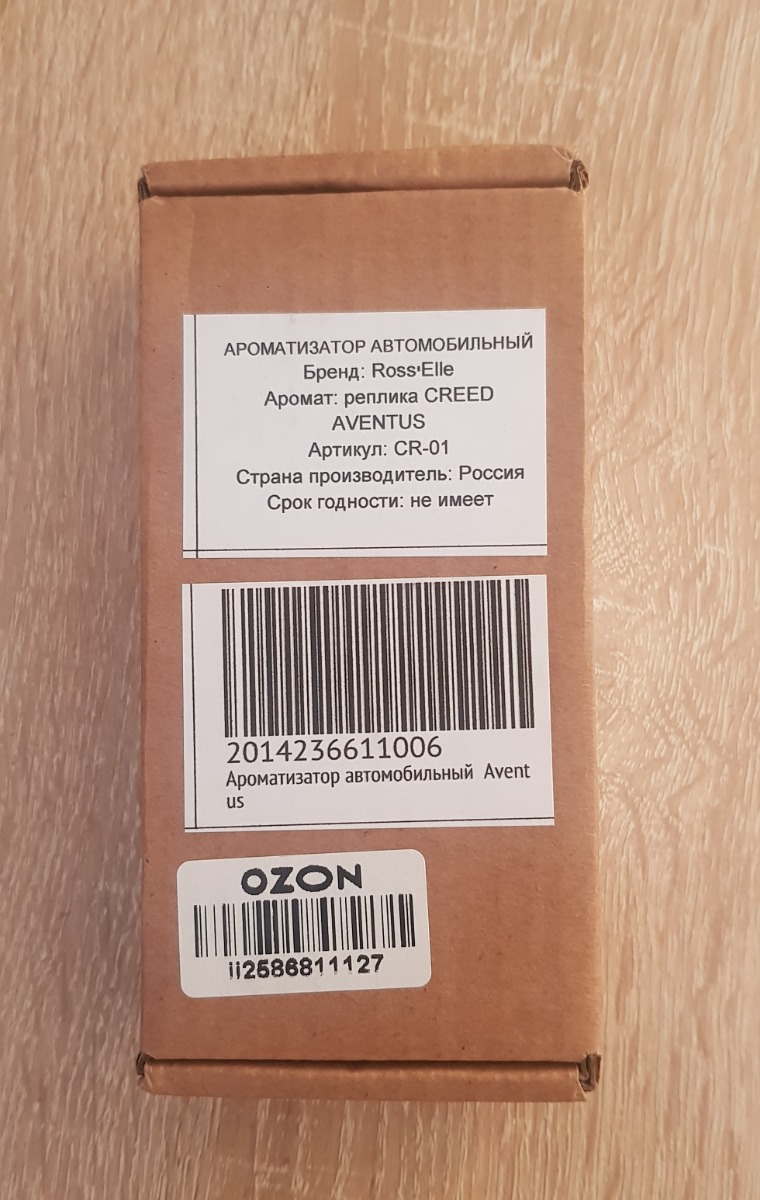 АРОМАТИЗАТОР АВТОМОБИЛЬНЫЙ
Бренд: Ross'Elle
Аромат: реплика CREED
AVENTUS
Артикул: CR-01
Страна производитель: Россия
Срок годности: не имеет
2014236611006
Ароматизатор автомобильный Avent
us
OZON
ii2586811127